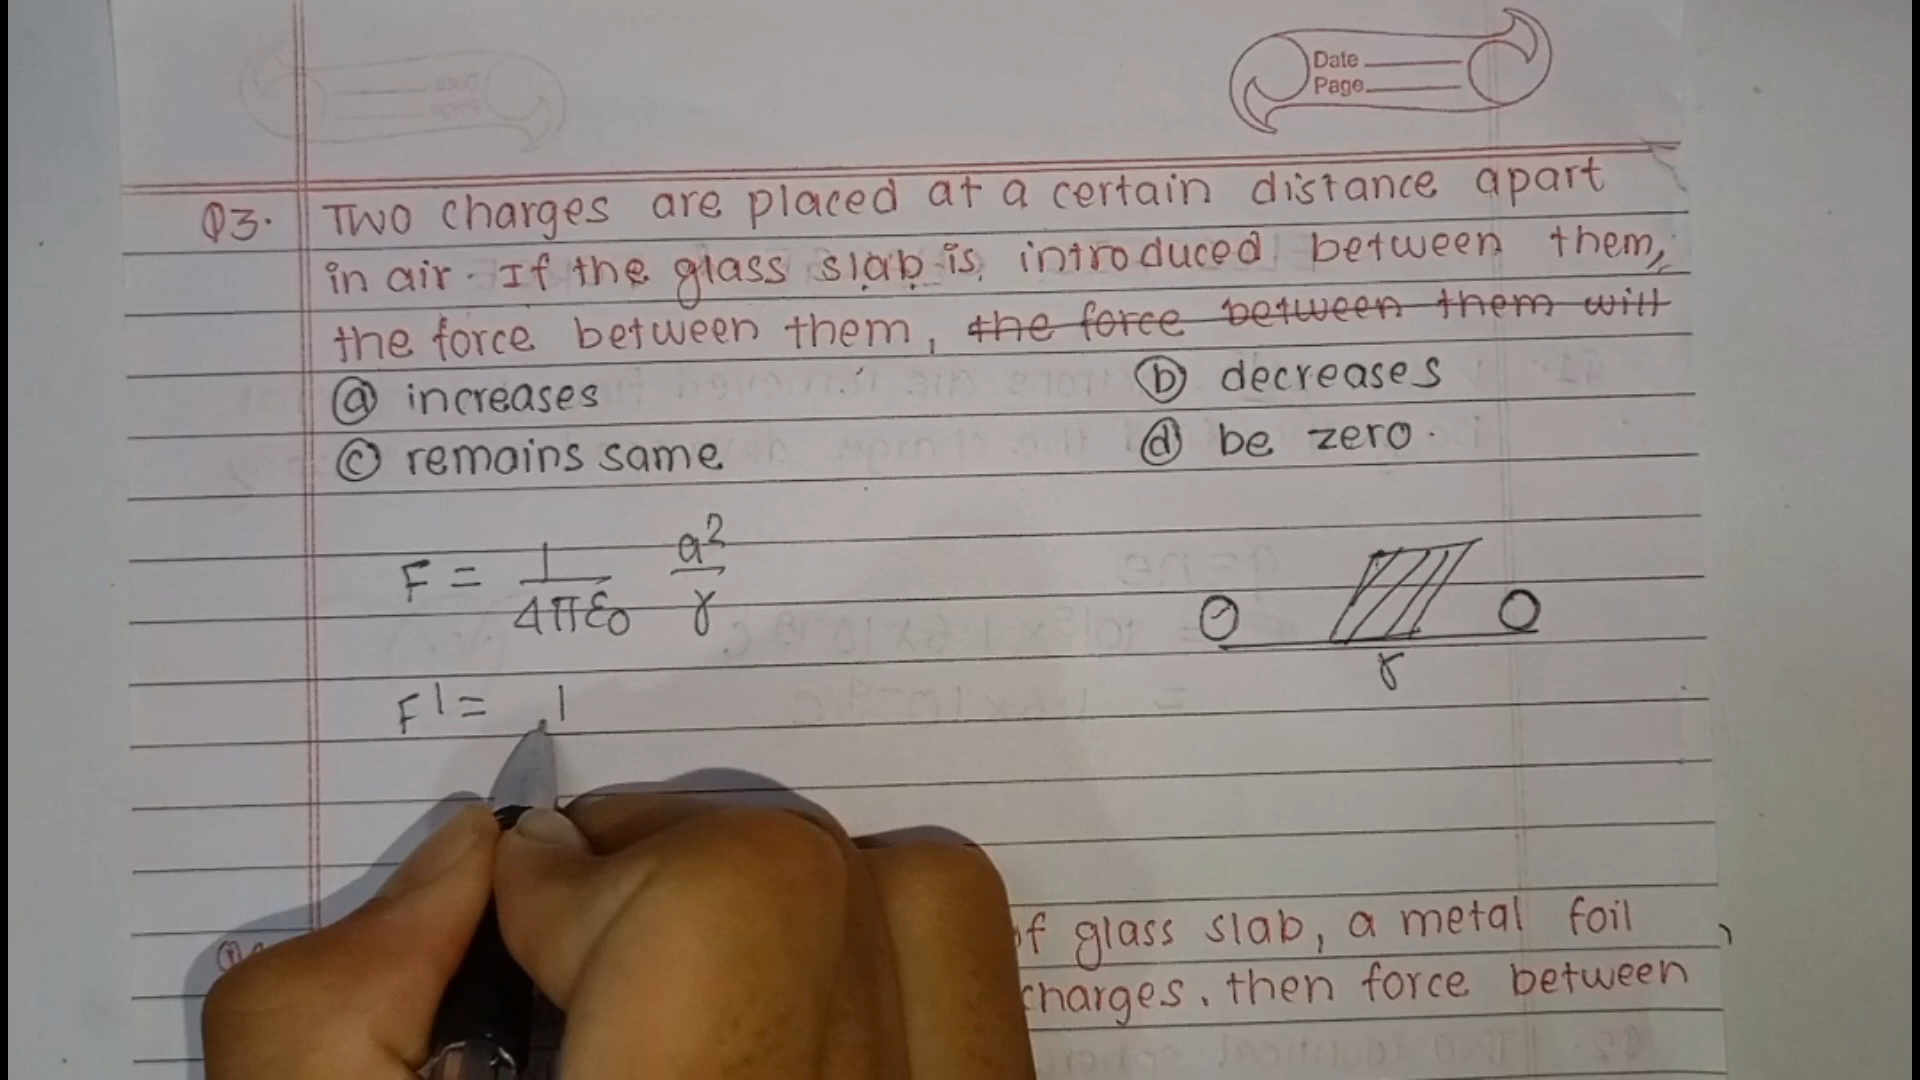 Date
Page
Q3. Two charges are placed at a certain distance apart
in air. If the glass slab is introduced between them,
the force between them, the force between them will
(a) increases (b) decreases
(c) remains same (d) be zero.
F = 1/4πε0 q²/r
r
F' = 1
of glass slab, a metal foil
charges. then force between